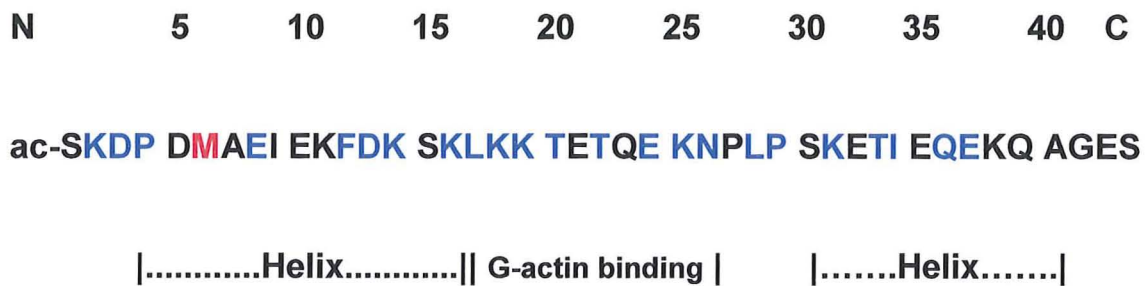 N 5 10 15 20 25 30 35 40 C
ac-SKDP DMAEI EKFDK SKLKK TETQE KNPLP SKETI EQEKQ AGES
|............Helix............|| G-actin binding | |.......Helix.......|